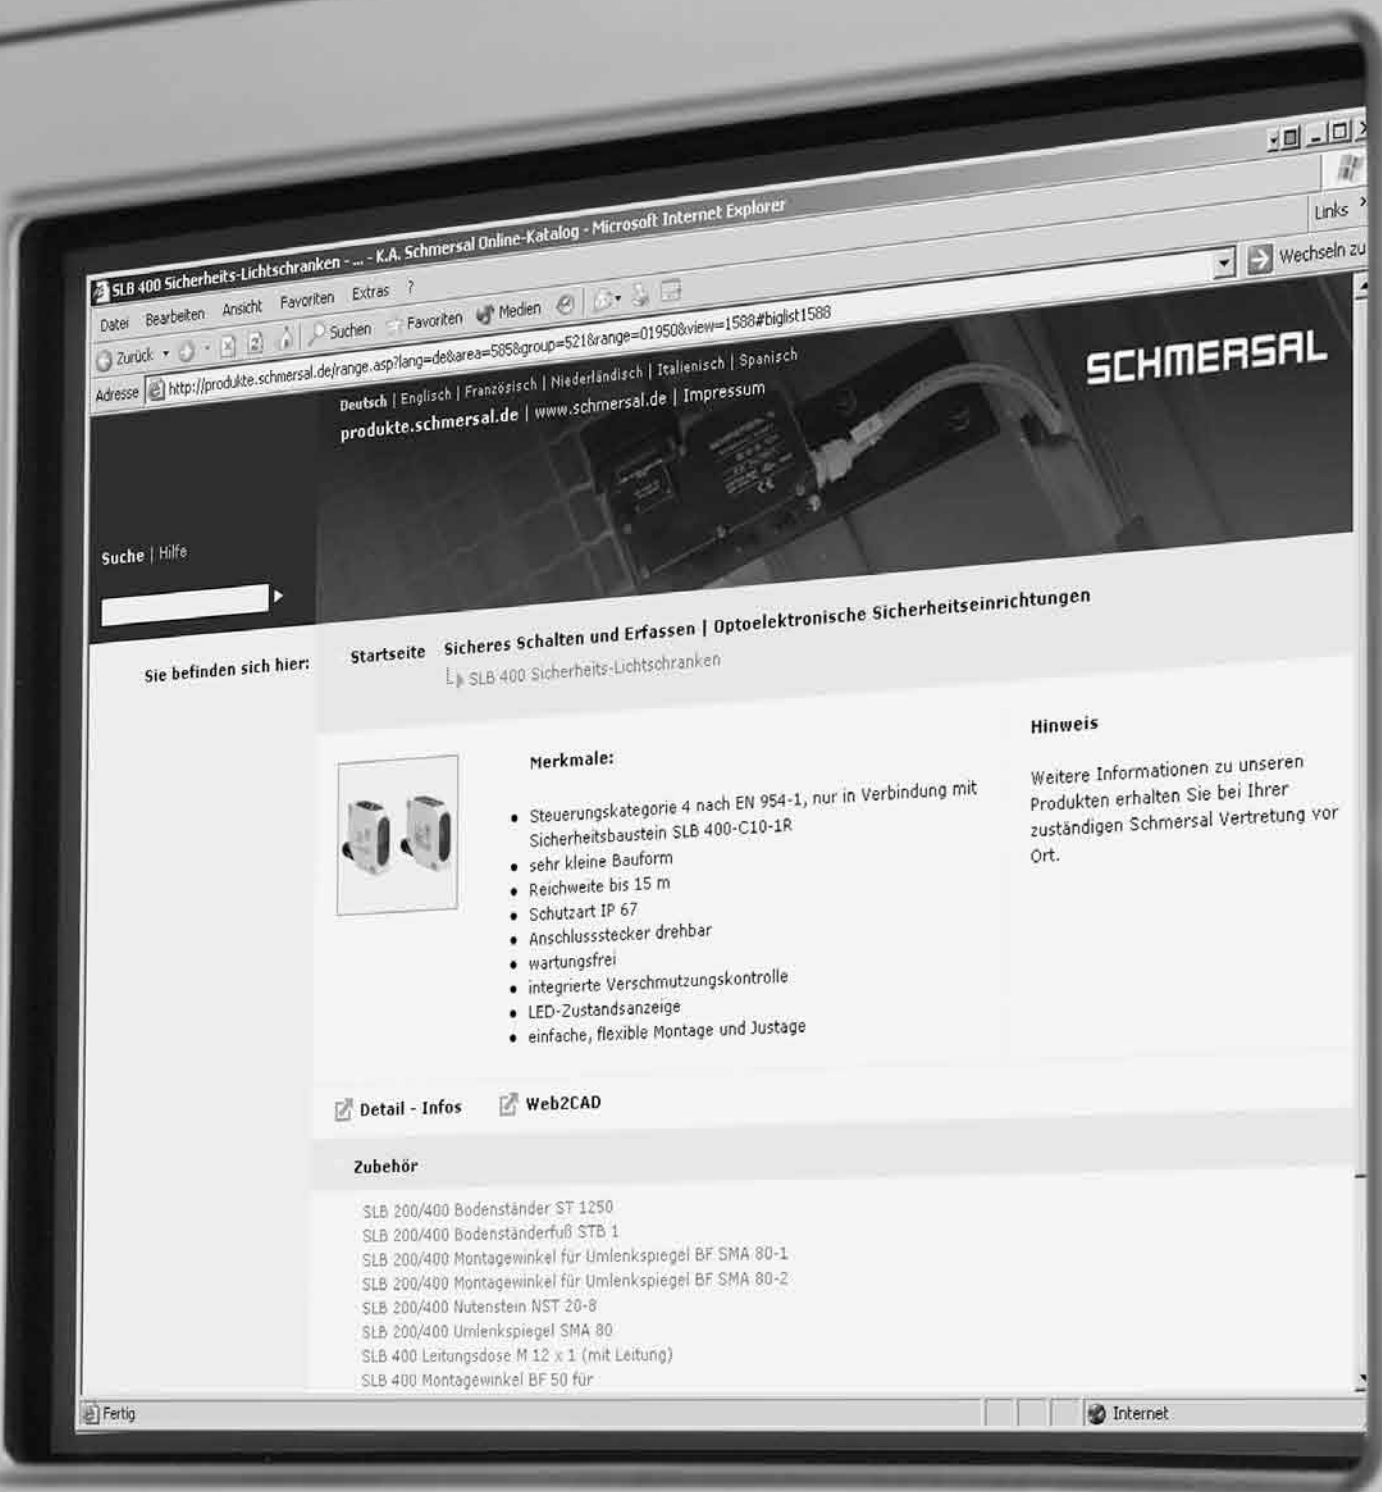 SLB 400 Sicherheits-Lichtschranken - ... - K.A. Schmersal Online-Katalog - Microsoft Internet Explorer
Datei Bearbeiten Ansicht Favoriten Extras ?
Links
Zurück Suchen Favoriten Medien
Adresse http://produkte.schmersal.de/range.asp?lang=de&area=585&group=521&range=01950&view=1588#biglist1588
Wechseln zu
Deutsch | Englisch | Französisch | Niederländisch | Italienisch | Spanisch
produkte.schmersal.de | www.schmersal.de | Impressum
SCHMERSAL
Suche | Hilfe
Sie befinden sich hier:
Startseite Sicheres Schalten und Erfassen | Optoelektronische Sicherheitseinrichtungen
SLB 400 Sicherheits-Lichtschranken
Merkmale:
• Steuerungskategorie 4 nach EN 954-1, nur in Verbindung mit
Sicherheitsbaustein SLB 400-C10-1R
• sehr kleine Bauform
• Reichweite bis 15 m
• Schutzart IP 67
• Anschlussstecker drehbar
• wartungsfrei
• integrierte Verschmutzungskontrolle
• LED-Zustandsanzeige
• einfache, flexible Montage und Justage
Hinweis
Weitere Informationen zu unseren
Produkten erhalten Sie bei Ihrer
zuständigen Schmersal Vertretung vor
Ort.
Detail - Infos Web2CAD
Zubehör
SLB 200/400 Bodenständer ST 1250
SLB 200/400 Bodenständerfuß STB 1
SLB 200/400 Montagewinkel für Umlenkspiegel BF SMA 80-1
SLB 200/400 Montagewinkel für Umlenkspiegel BF SMA 80-2
SLB 200/400 Nutenstein NST 20-8
SLB 200/400 Umlenkspiegel SMA 80
SLB 400 Leitungsdose M 12 x 1 (mit Leitung)
SLB 400 Montagewinkel BF 50 für
Fertig
Internet